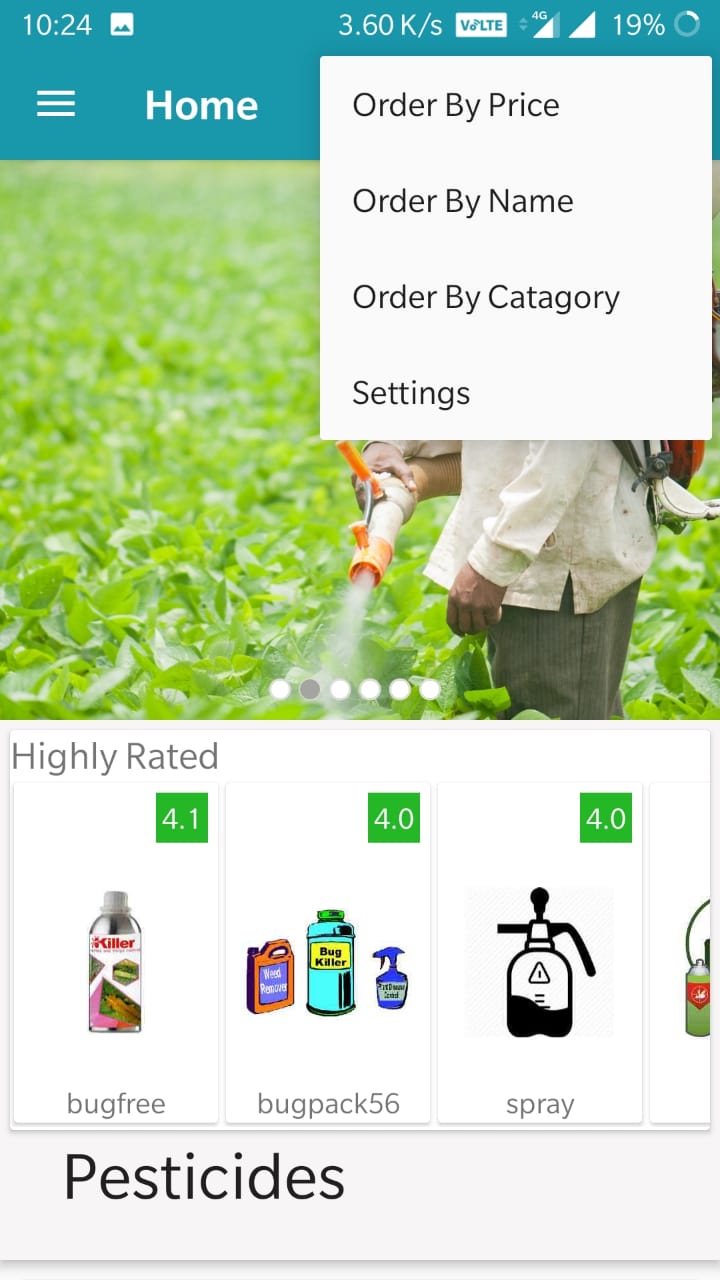 10:24
3.60 K/s VoLTE 4G 19%
Home
Order By Price
Order By Name
Order By Catagory
Settings
Highly Rated
4.1
4.0
4.0
Killer
Weed
Remover
Bug
Killer
Control
bugfree
bugpack56
spray
Pesticides